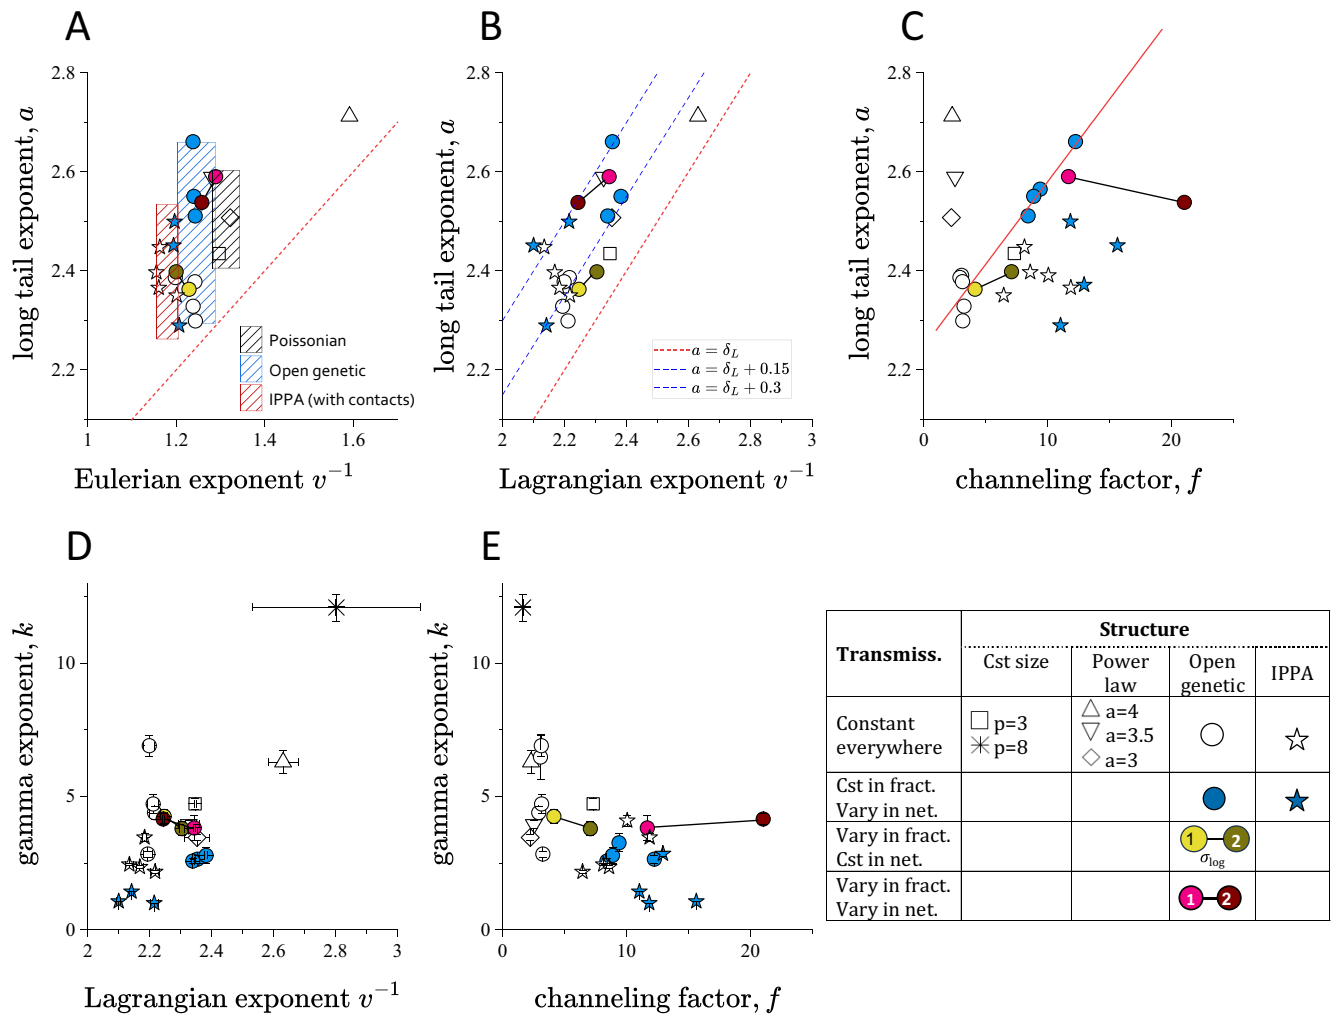 A
B
C
2.8
2.6
2.4
2.2
long tail exponent, a
Poissonian
Open genetic
IPPA (with contacts)
1
1.2
1.4
1.6
Eulerian exponent v⁻¹
2.8
2.6
2.4
2.2
long tail exponent, a
a = δ_L
a = δ_L + 0.15
a = δ_L + 0.3
2
2.2
2.4
2.6
2.8
3
Lagrangian exponent v⁻¹
2.8
2.6
2.4
2.2
long tail exponent, a
0
10
20
channeling factor, f
D
E
10
5
0
gamma exponent, k
2
2.2
2.4
2.6
2.8
3
Lagrangian exponent v⁻¹
10
5
0
gamma exponent, k
0
10
20
channeling factor, f
Transmiss.
Structure
Cst size
Power
law
Open
genetic
IPPA
Constant
everywhere
p=3
p=8
a=4
a=3.5
a=3
Cst in fract.
Vary in net.
Vary in fract.
Cst in net.
1
2
σ_log
Vary in fract.
Vary in net.
1
2